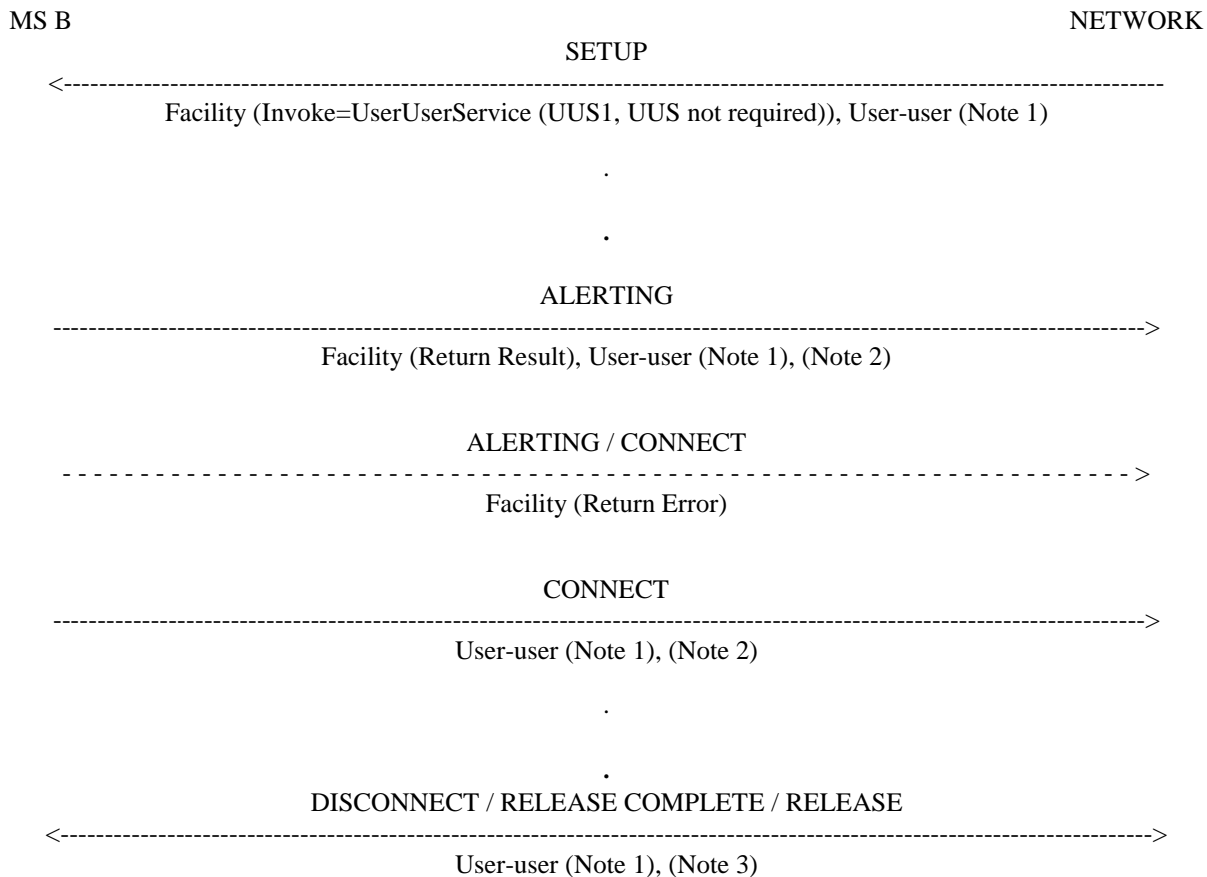 MS B NETWORK
SETUP
<------------------------------------------------------------------------------------------------------------------------------
Facility (Invoke=UserUserService (UUS1, UUS not required)), User-user (Note 1)
.
.
ALERTING
----------------------------------------------------------------------------------------------------------------------------->
Facility (Return Result), User-user (Note 1), (Note 2)
ALERTING / CONNECT
- - - - - - - - - - - - - - - - - - - - - - - - - - - - - - - - - - - - - - - - - - - - - - - - - - - - - - - - - - - - - - - - - - - - - - >
Facility (Return Error)
CONNECT
----------------------------------------------------------------------------------------------------------------------------->
User-user (Note 1), (Note 2)
.
.
DISCONNECT / RELEASE COMPLETE / RELEASE
<----------------------------------------------------------------------------------------------------------------------------->
User-user (Note 1), (Note 3)